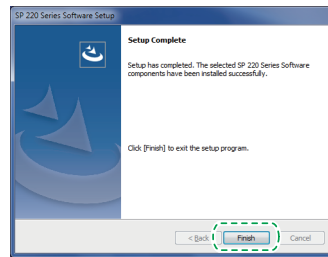 SP 220 Series Software Setup
Setup Complete
Setup has completed. The selected SP 220 Series Software
components have been installed successfully.
Click [Finish] to exit the setup program.
< Back
Finish
Cancel